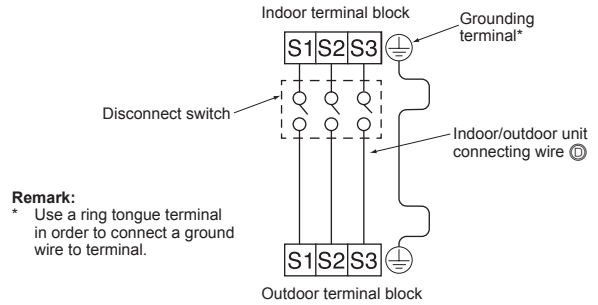 Indoor terminal block
Grounding
terminal*
S1 S2 S3
Disconnect switch
Indoor/outdoor unit
connecting wire Ⓓ
Remark:
* Use a ring tongue terminal
in order to connect a ground
wire to terminal.
S1 S2 S3
Outdoor terminal block